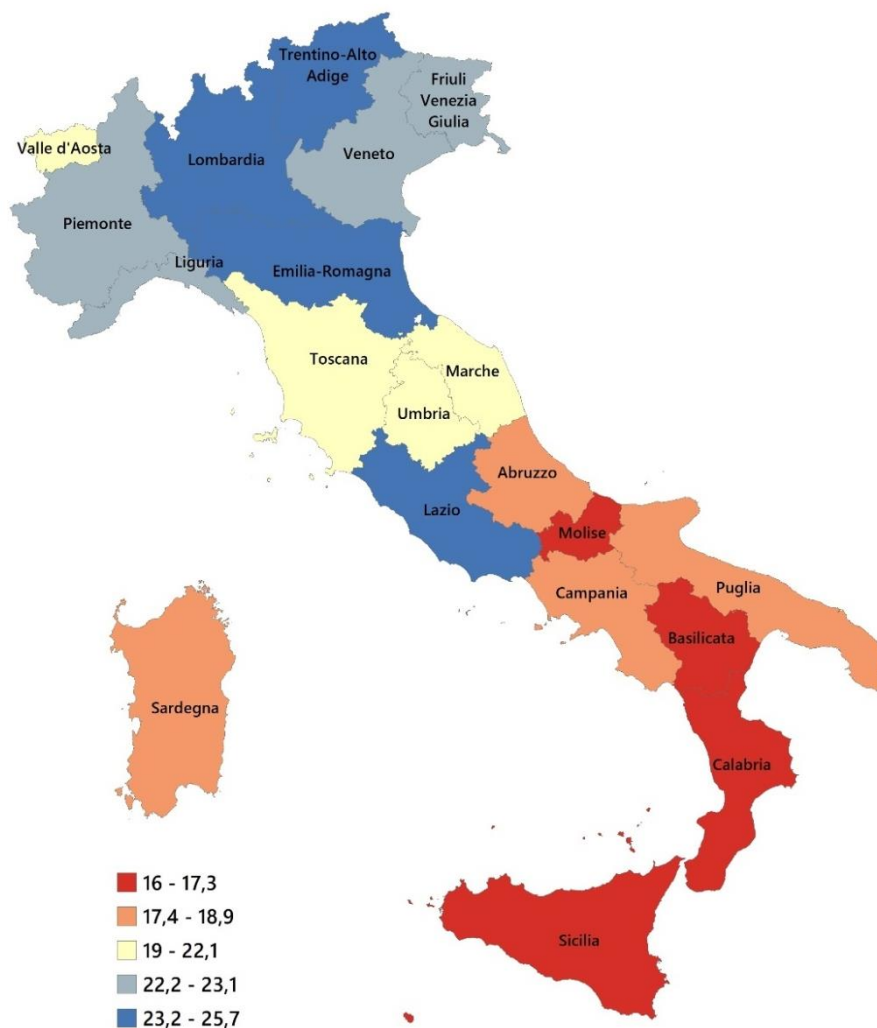 Trentino-Alto
Adige
Friuli
Venezia
Giulia
Valle d'Aosta
Lombardia
Veneto
Piemonte
Liguria
Emilia-Romagna
Toscana
Marche
Umbria
Abruzzo
Lazio
Molise
Campania
Puglia
Basilicata
Sardegna
Calabria
Sicilia
16 - 17,3
17,4 - 18,9
19 - 22,1
22,2 - 23,1
23,2 - 25,7